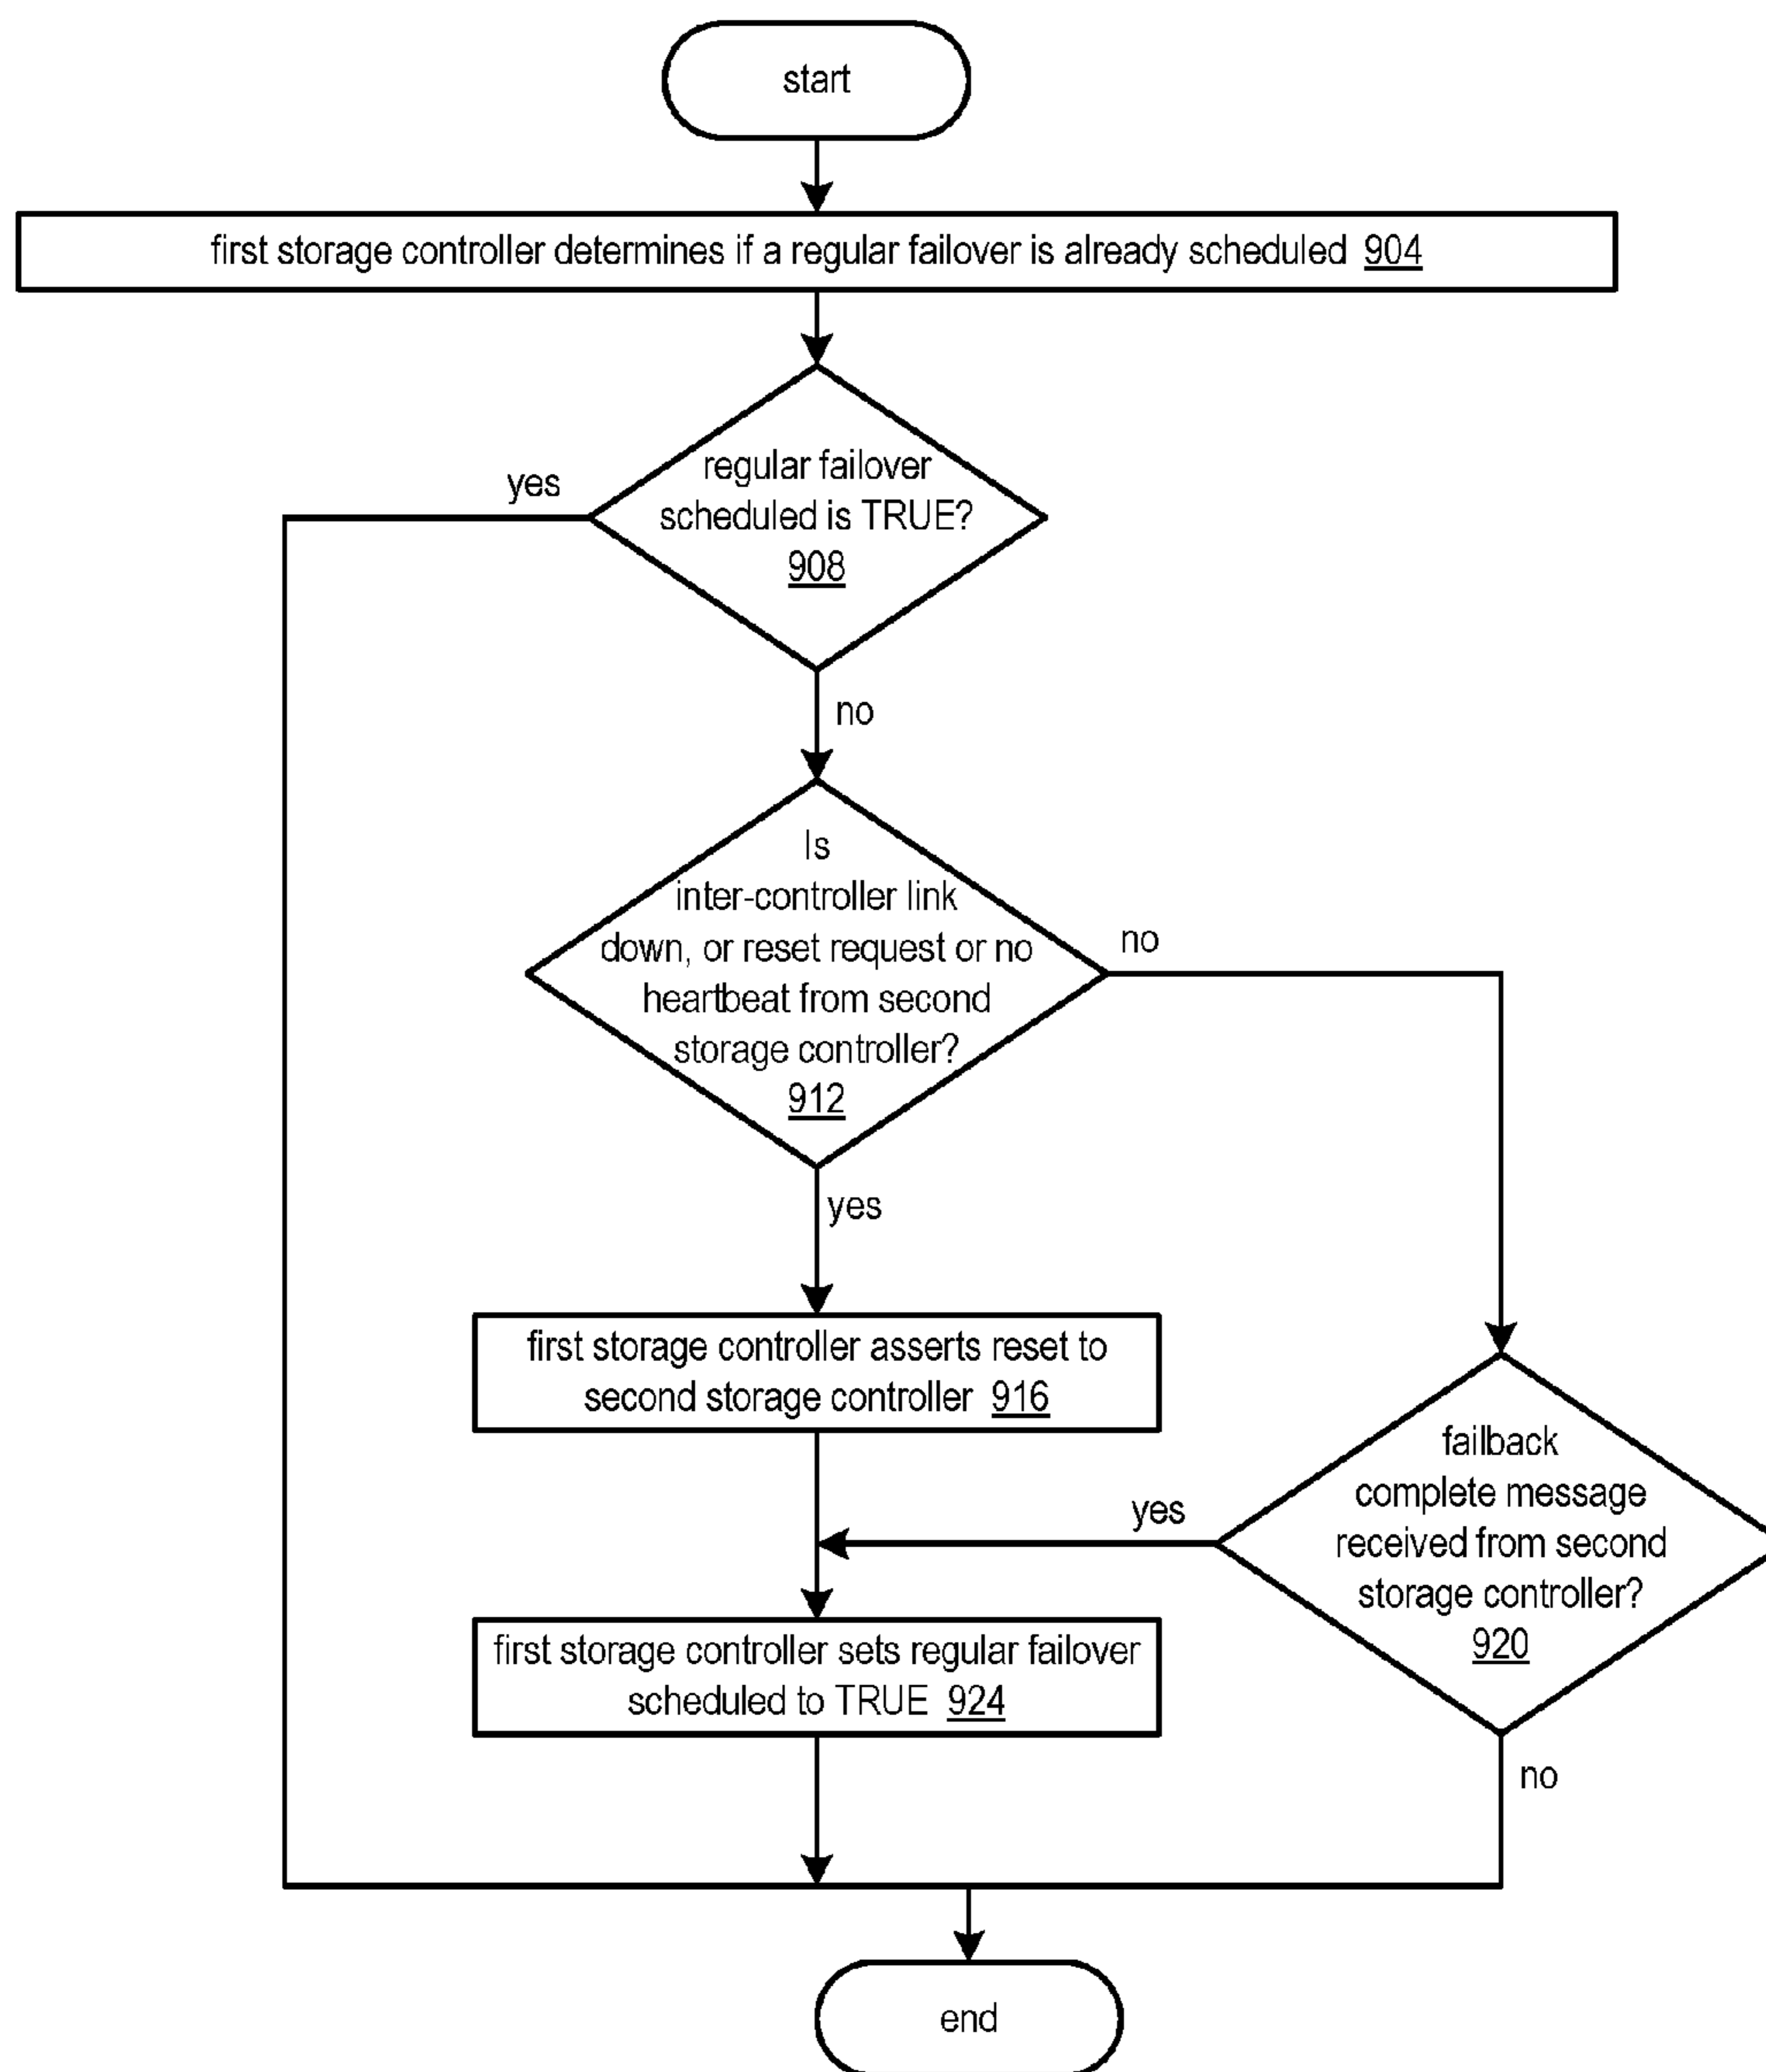 start
first storage controller determines if a regular failover is already scheduled 904
regular failover
scheduled is TRUE?
908
yes
no
Is
inter-controller link
down, or reset request or no
heartbeat from second
storage controller?
912
no
yes
first storage controller asserts reset to
second storage controller 916
failback
complete message
received from second
storage controller?
920
yes
no
first storage controller sets regular failover
scheduled to TRUE 924
end